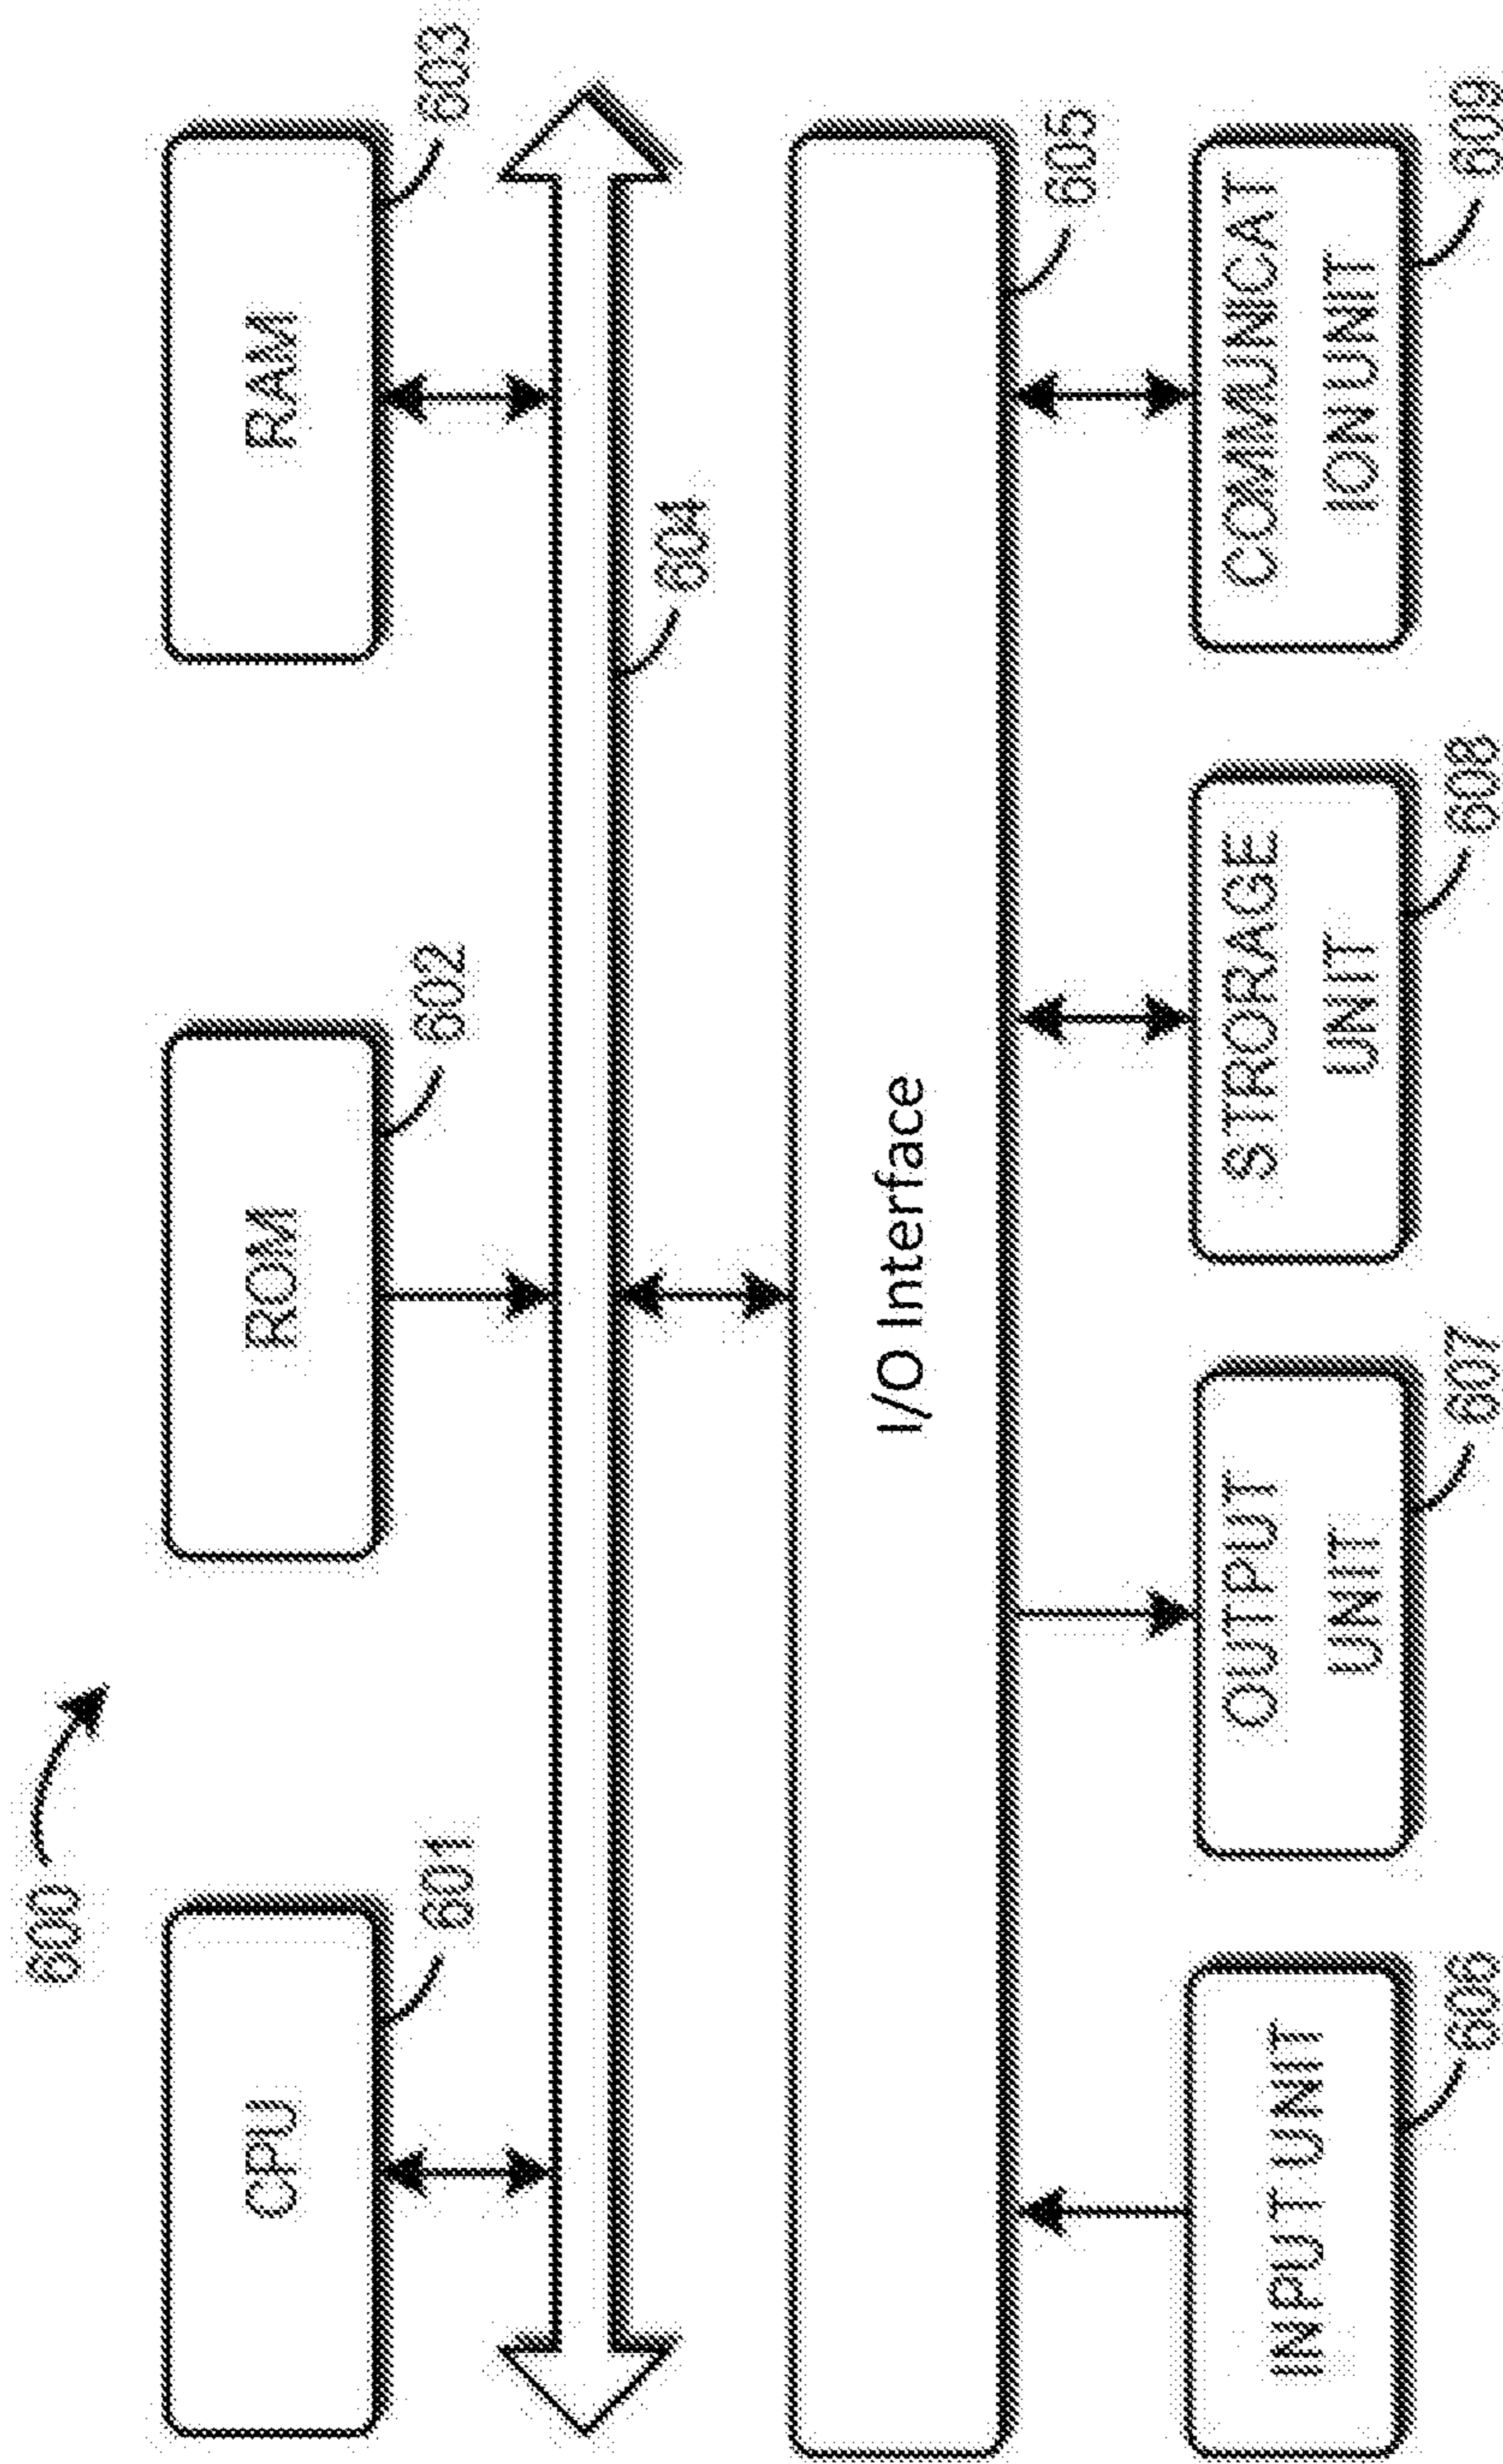 600
CPU
601
ROM
602
RAM
603
604
I/O Interface
605
INPUT UNIT
606
OUTPUT
UNIT
607
STRORAGE
UNIT
608
COMMUNICAT
ION UNIT
609